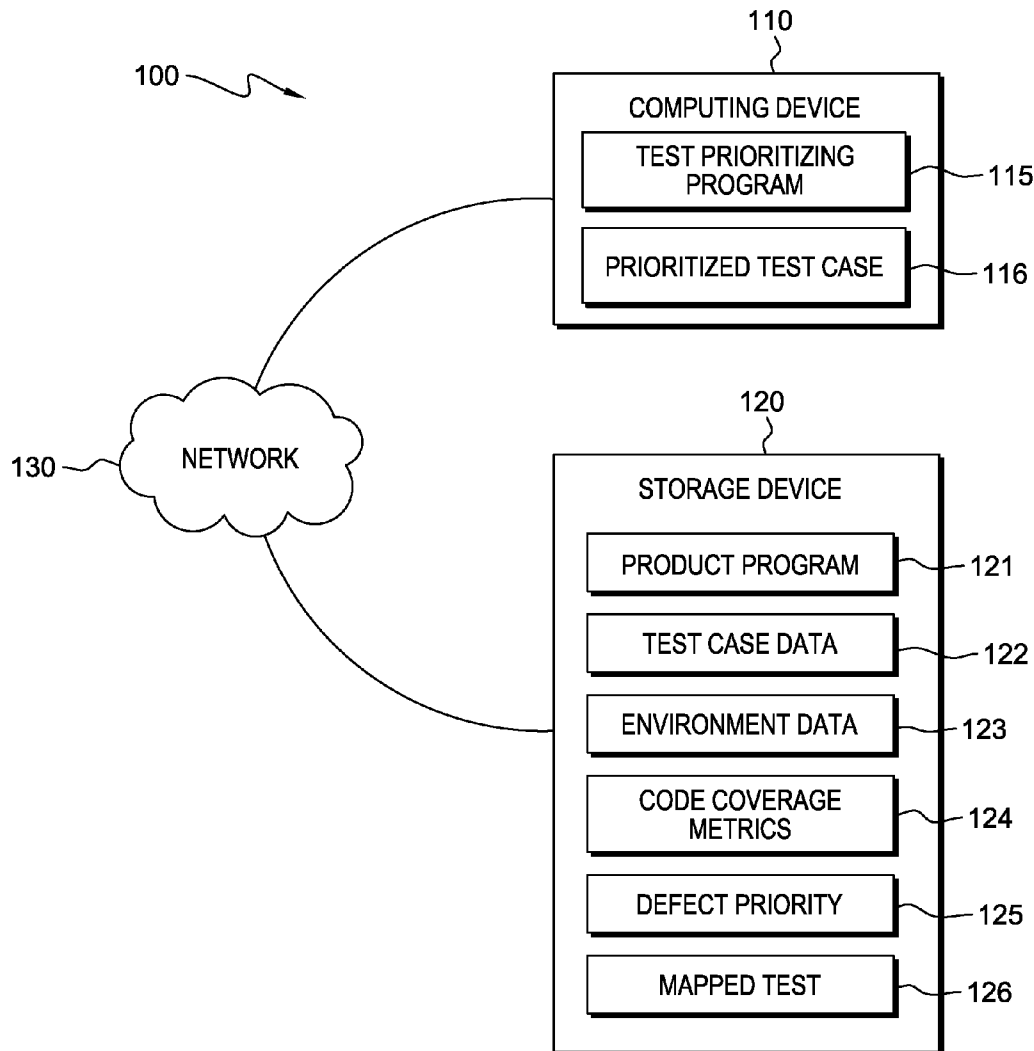 110
100
COMPUTING DEVICE
TEST PRIORITIZING
PROGRAM
115
PRIORITIZED TEST CASE
116
120
NETWORK
130
STORAGE DEVICE
PRODUCT PROGRAM
121
TEST CASE DATA
122
ENVIRONMENT DATA
123
CODE COVERAGE
METRICS
124
DEFECT PRIORITY
125
MAPPED TEST
126